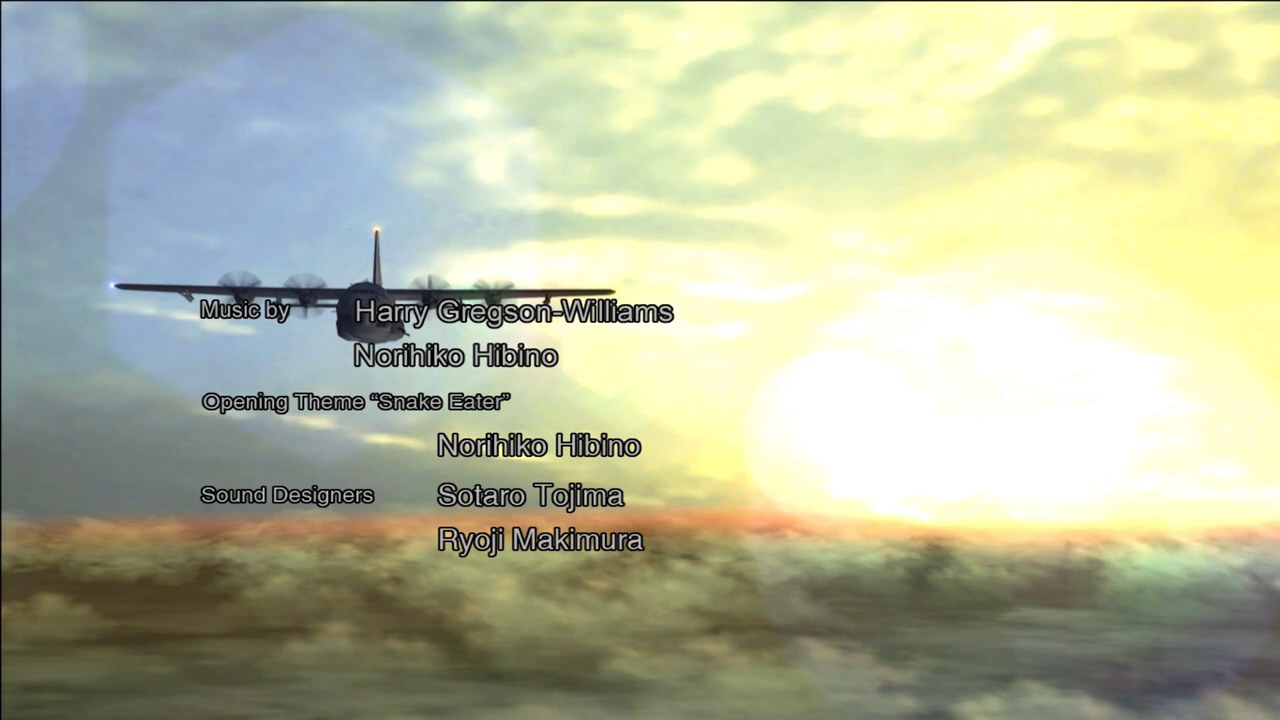 Music by Harry Gregson-Williams
Norihiko Hibino
Opening Theme “Snake Eater”
Norihiko Hibino
Sound Designers Sotaro Tojima
Ryoji Makimura